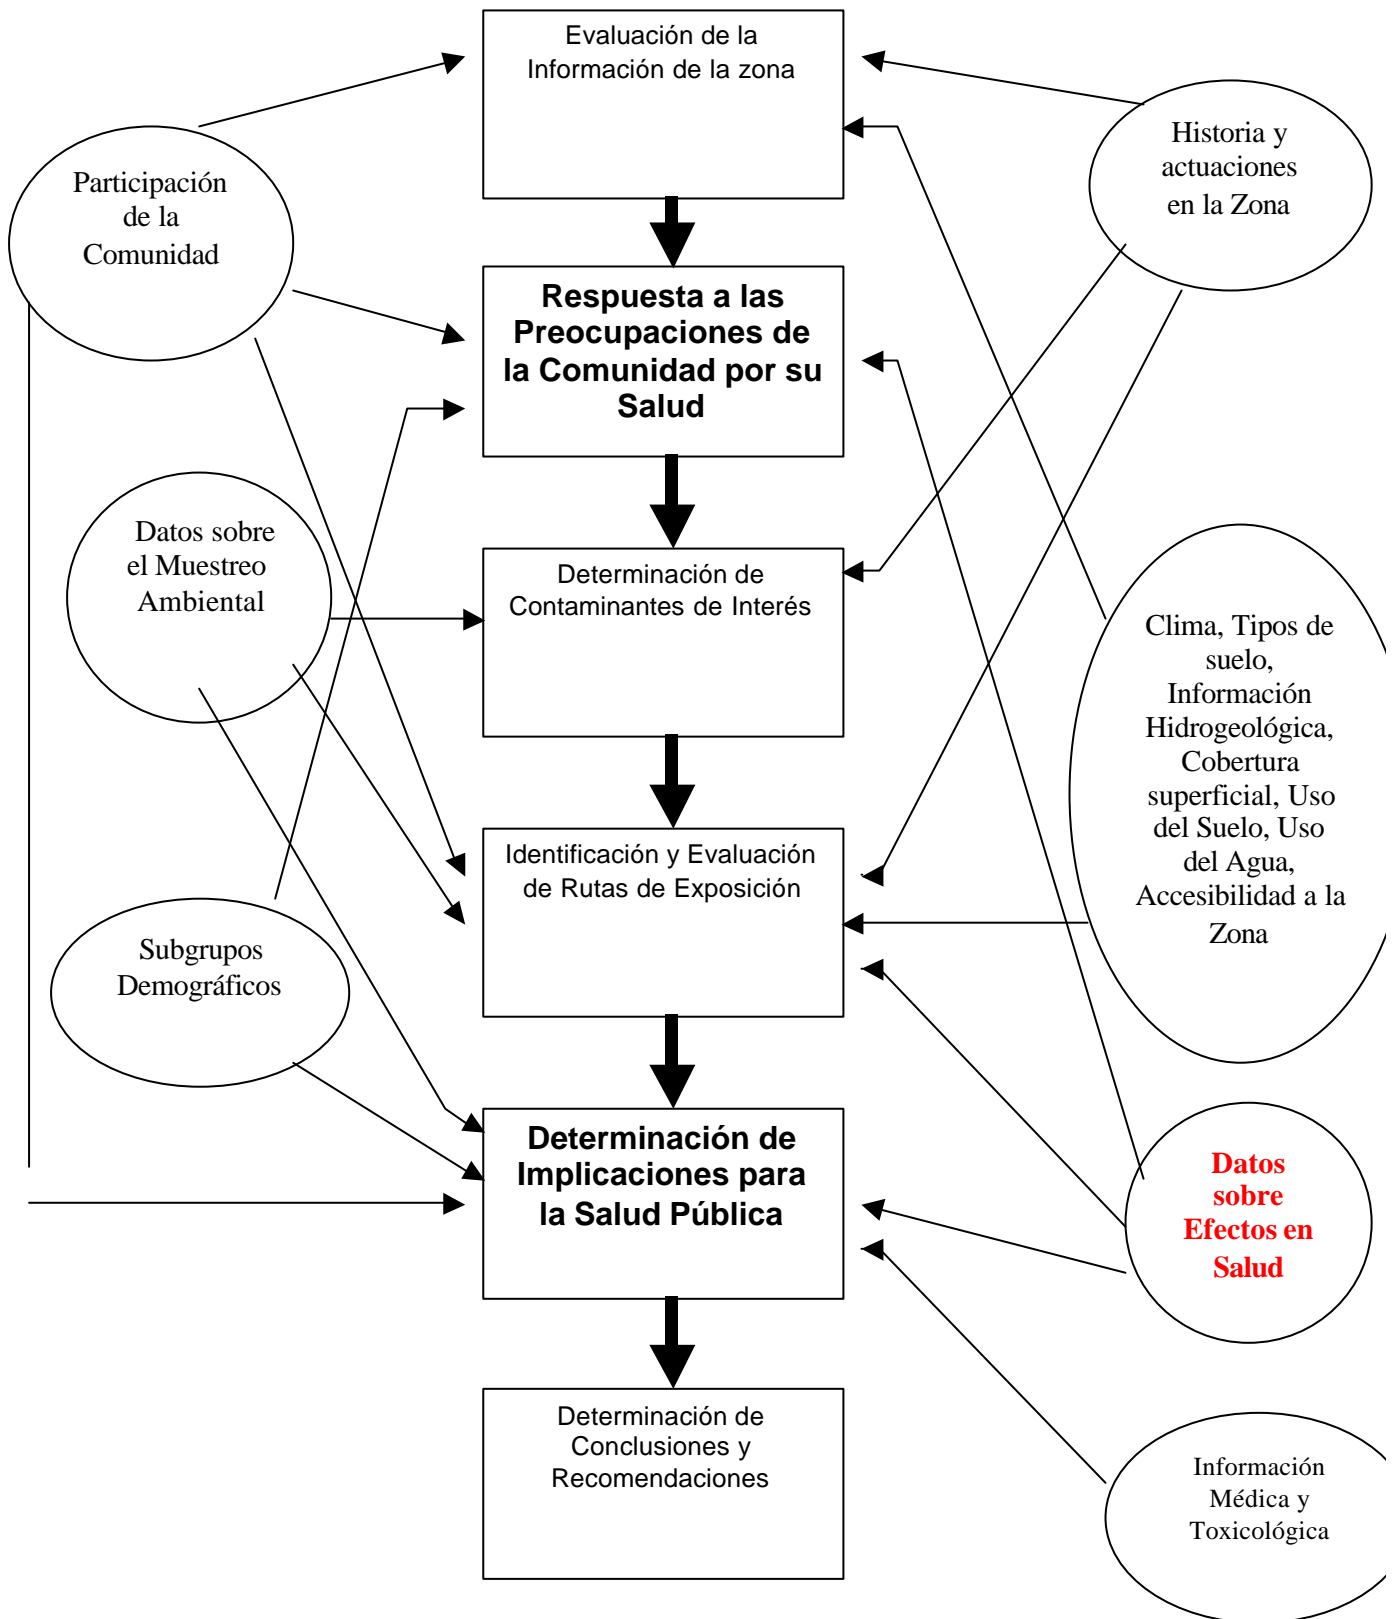 Evaluación de la
Información de la zona
Historia y
actuaciones
en la Zona
Participación
de la
Comunidad
Respuesta a las
Preocupaciones de
la Comunidad por su
Salud
Datos sobre
el Muestreo
Ambiental
Determinación de
Contaminantes de Interés
Clima, Tipos de
suelo,
Información
Hidrogeológica,
Cobertura
superficial, Uso
del Suelo, Uso
del Agua,
Accesibilidad a la
Zona
Identificación y Evaluación
de Rutas de Exposición
Subgrupos
Demográficos
Determinación de
Implicaciones para
la Salud Pública
Datos
sobre
Efectos en
Salud
Determinación de
Conclusiones y
Recomendaciones
Información
Médica y
Toxicológica